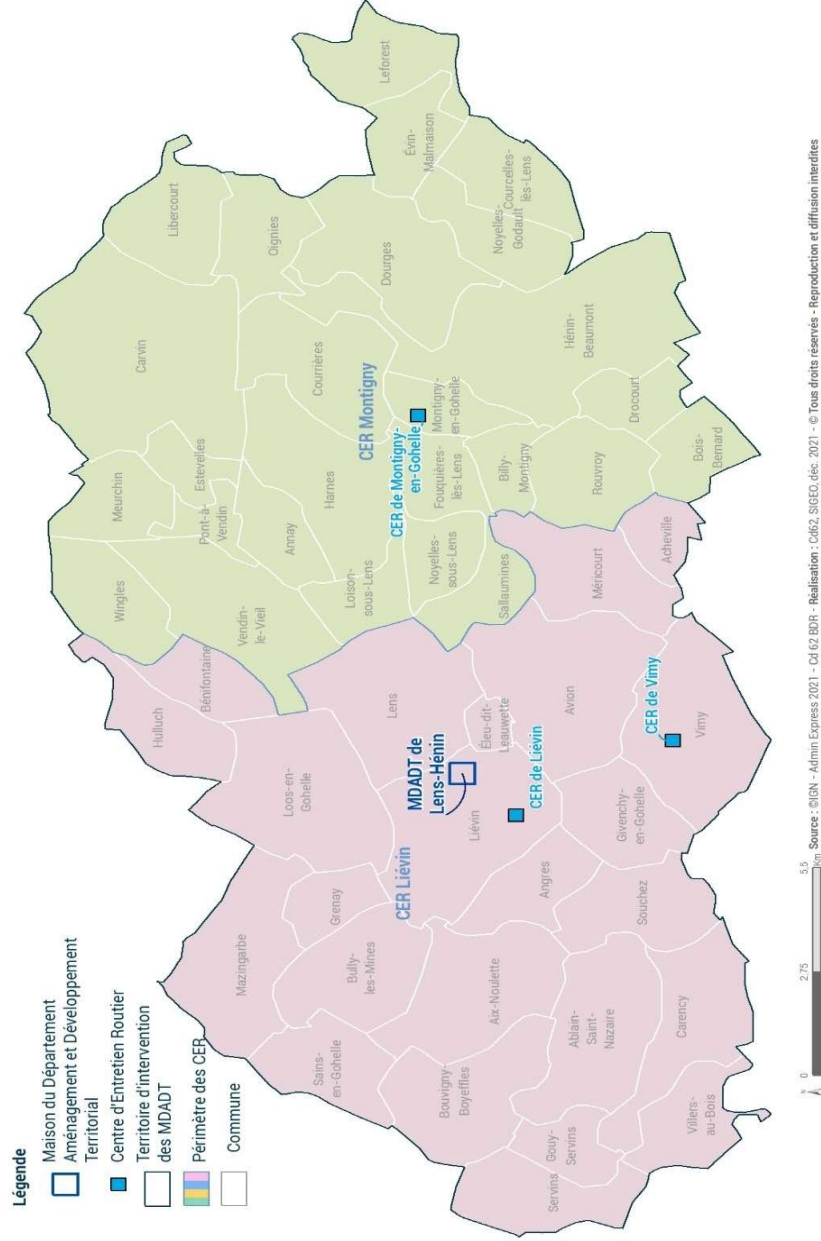 Légende
Maison du Département
Aménagement et Développement
Territorial
Centre d'Entretien Routier
Territoire d'intervention
des MDADT
Périmètre des CER
Commune
Leforest
Évin-
Malmaison
Courcelles-
lès-Lens
Noyelles-
Godault
Libercourt
Oignies
Dourges
Hénin-
Beaumont
Carvin
Courrières
CER Montigny
CER de Montigny-
en-Gohelle
Montigny-
en-Gohelle
Drocourt
Bois-
Bernard
Meurchin
Estevelles
Pont-à-
Vendin
Annay
Harnes
Fouquières-
lès-Lens
Billy-
Montigny
Rouvroy
Wingles
Vendin-
le-Vieil
Loison-
sous-Lens
Noyelles-
sous-Lens
Sallaumines
Méricourt
Acheville
Hulluch
Bénifontaine
Lens
Éleu-dit-
Leauwette
Avion
CER de Vimy
Vimy
Loos-en-
Gohelle
MDADT de
Lens-Hénin
Liévin
CER de Liévin
Givenchy-
en-Gohelle
CER Liévin
Mazingarbe
Grenay
Bully-
les-Mines
Angres
Souchez
Sains-
en-Gohelle
Aix-Noulette
Bouvigny-
Boyeffles
Ablain-
Saint-
Nazaire
Carency
Servins
Gouy-
Servins
Villers-
au-Bois
N
0 2.75 5.5
Km
Source : ©IGN - Admin Express 2021 - Cd 62 BDR - Réalisation : Cd62, SIGEO, déc. 2021 - © Tous droits réservés - Reproduction et diffusion interdites